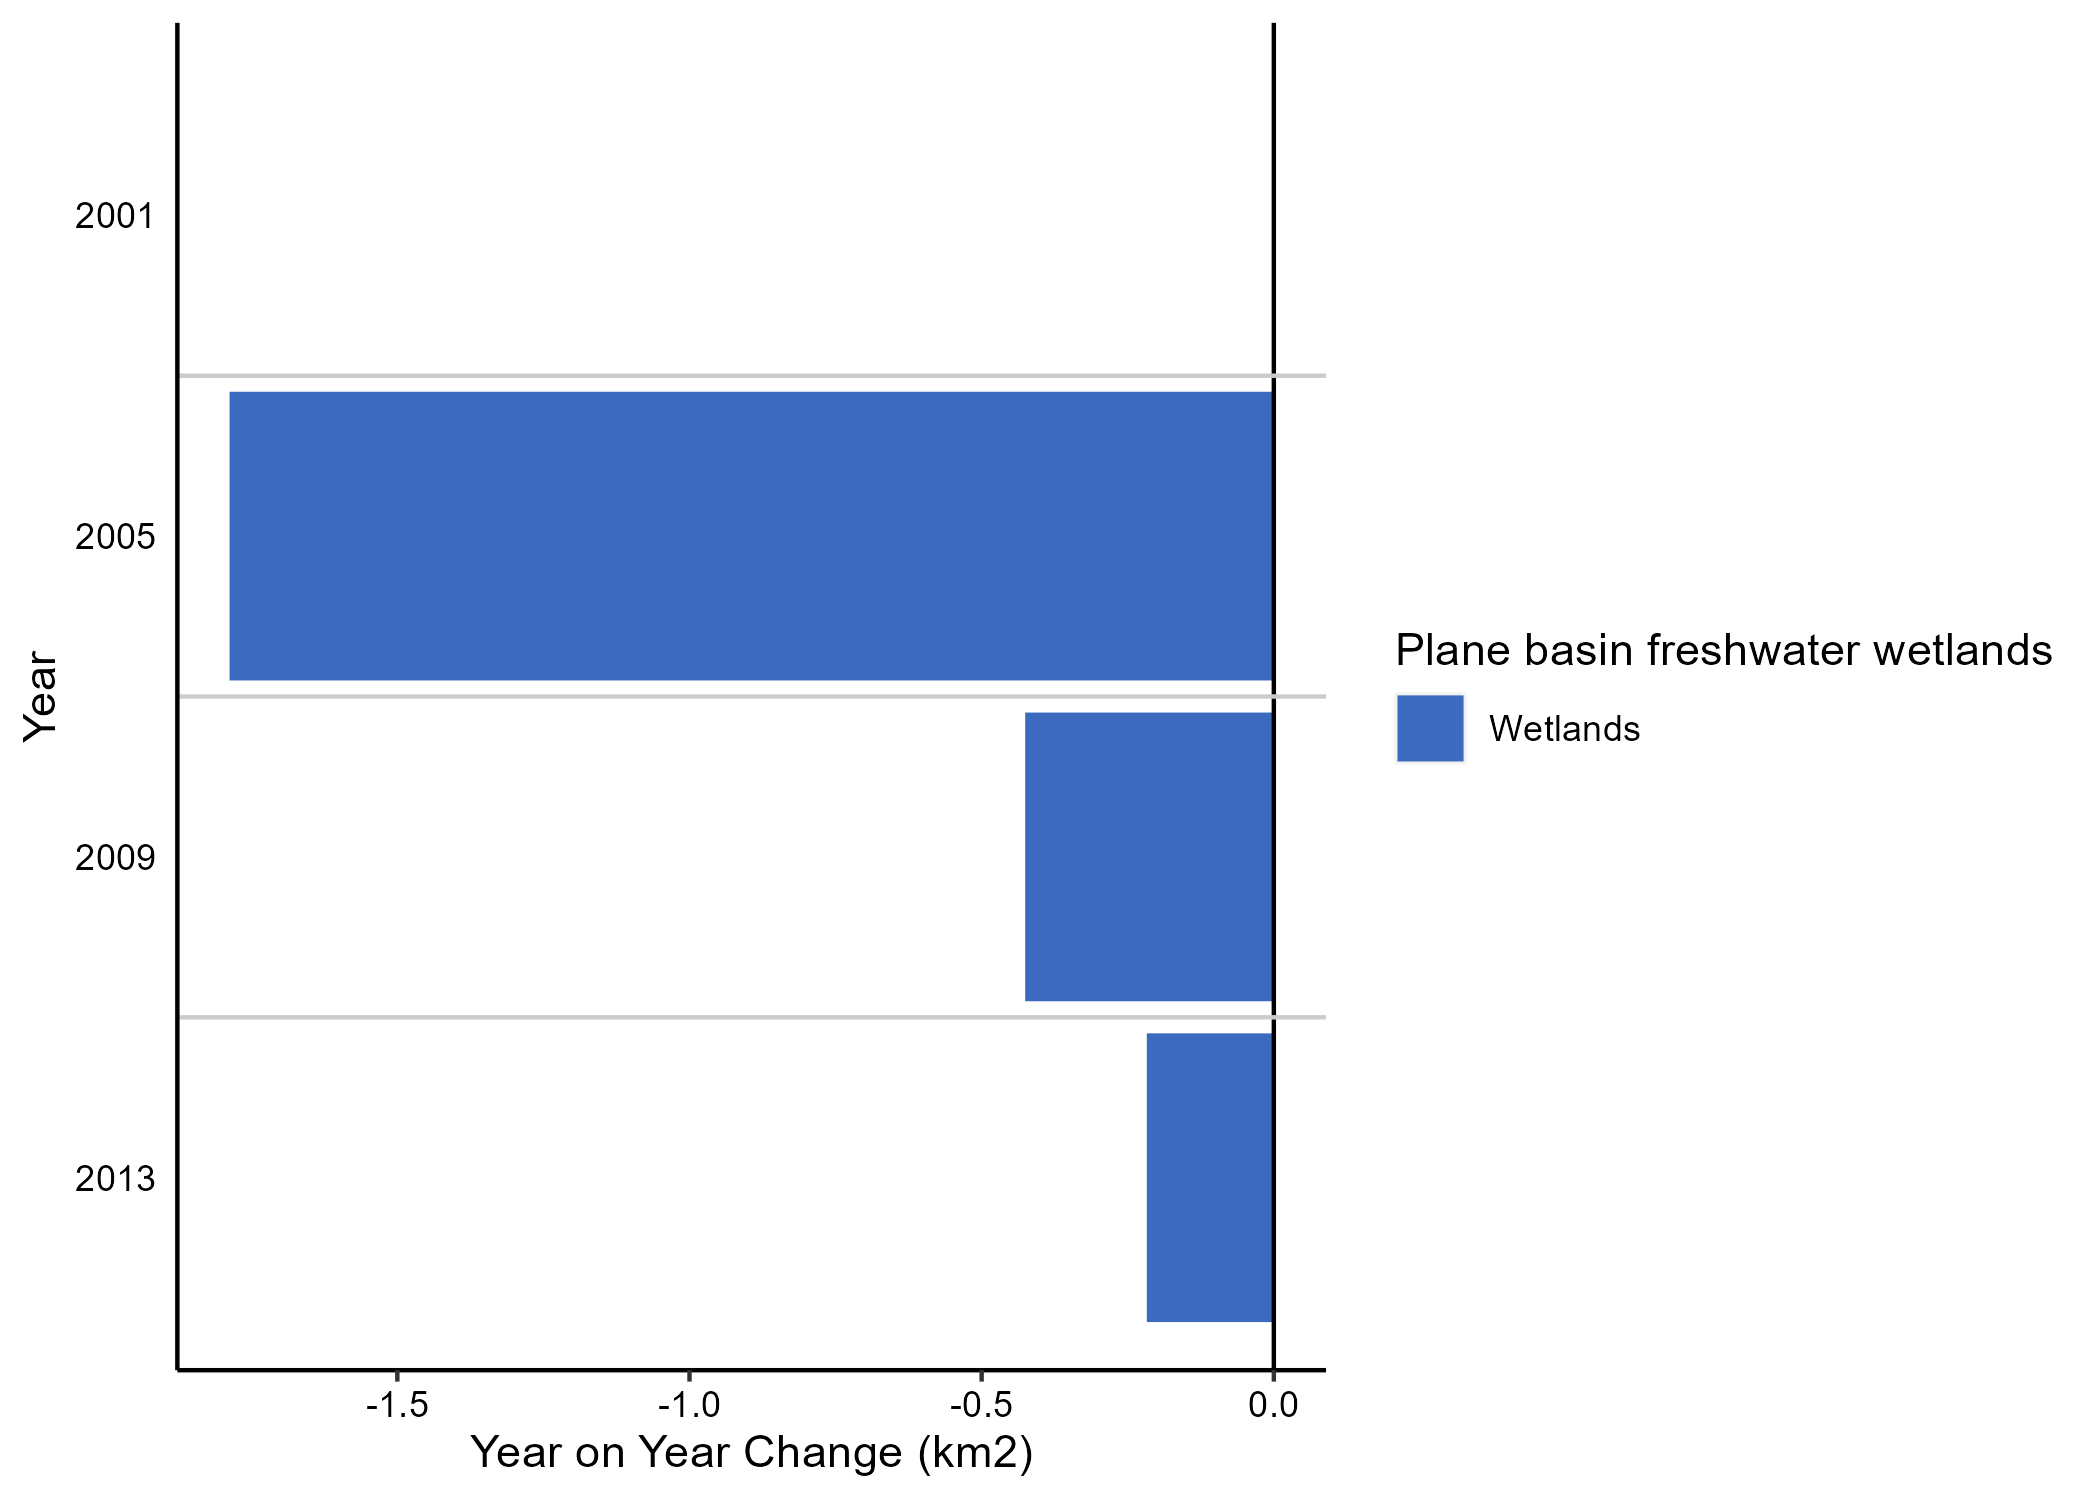 2001
2005
2009
2013
Year
-1.5
-1.0
-0.5
0.0
Year on Year Change (km2)
Plane basin freshwater wetlands
Wetlands